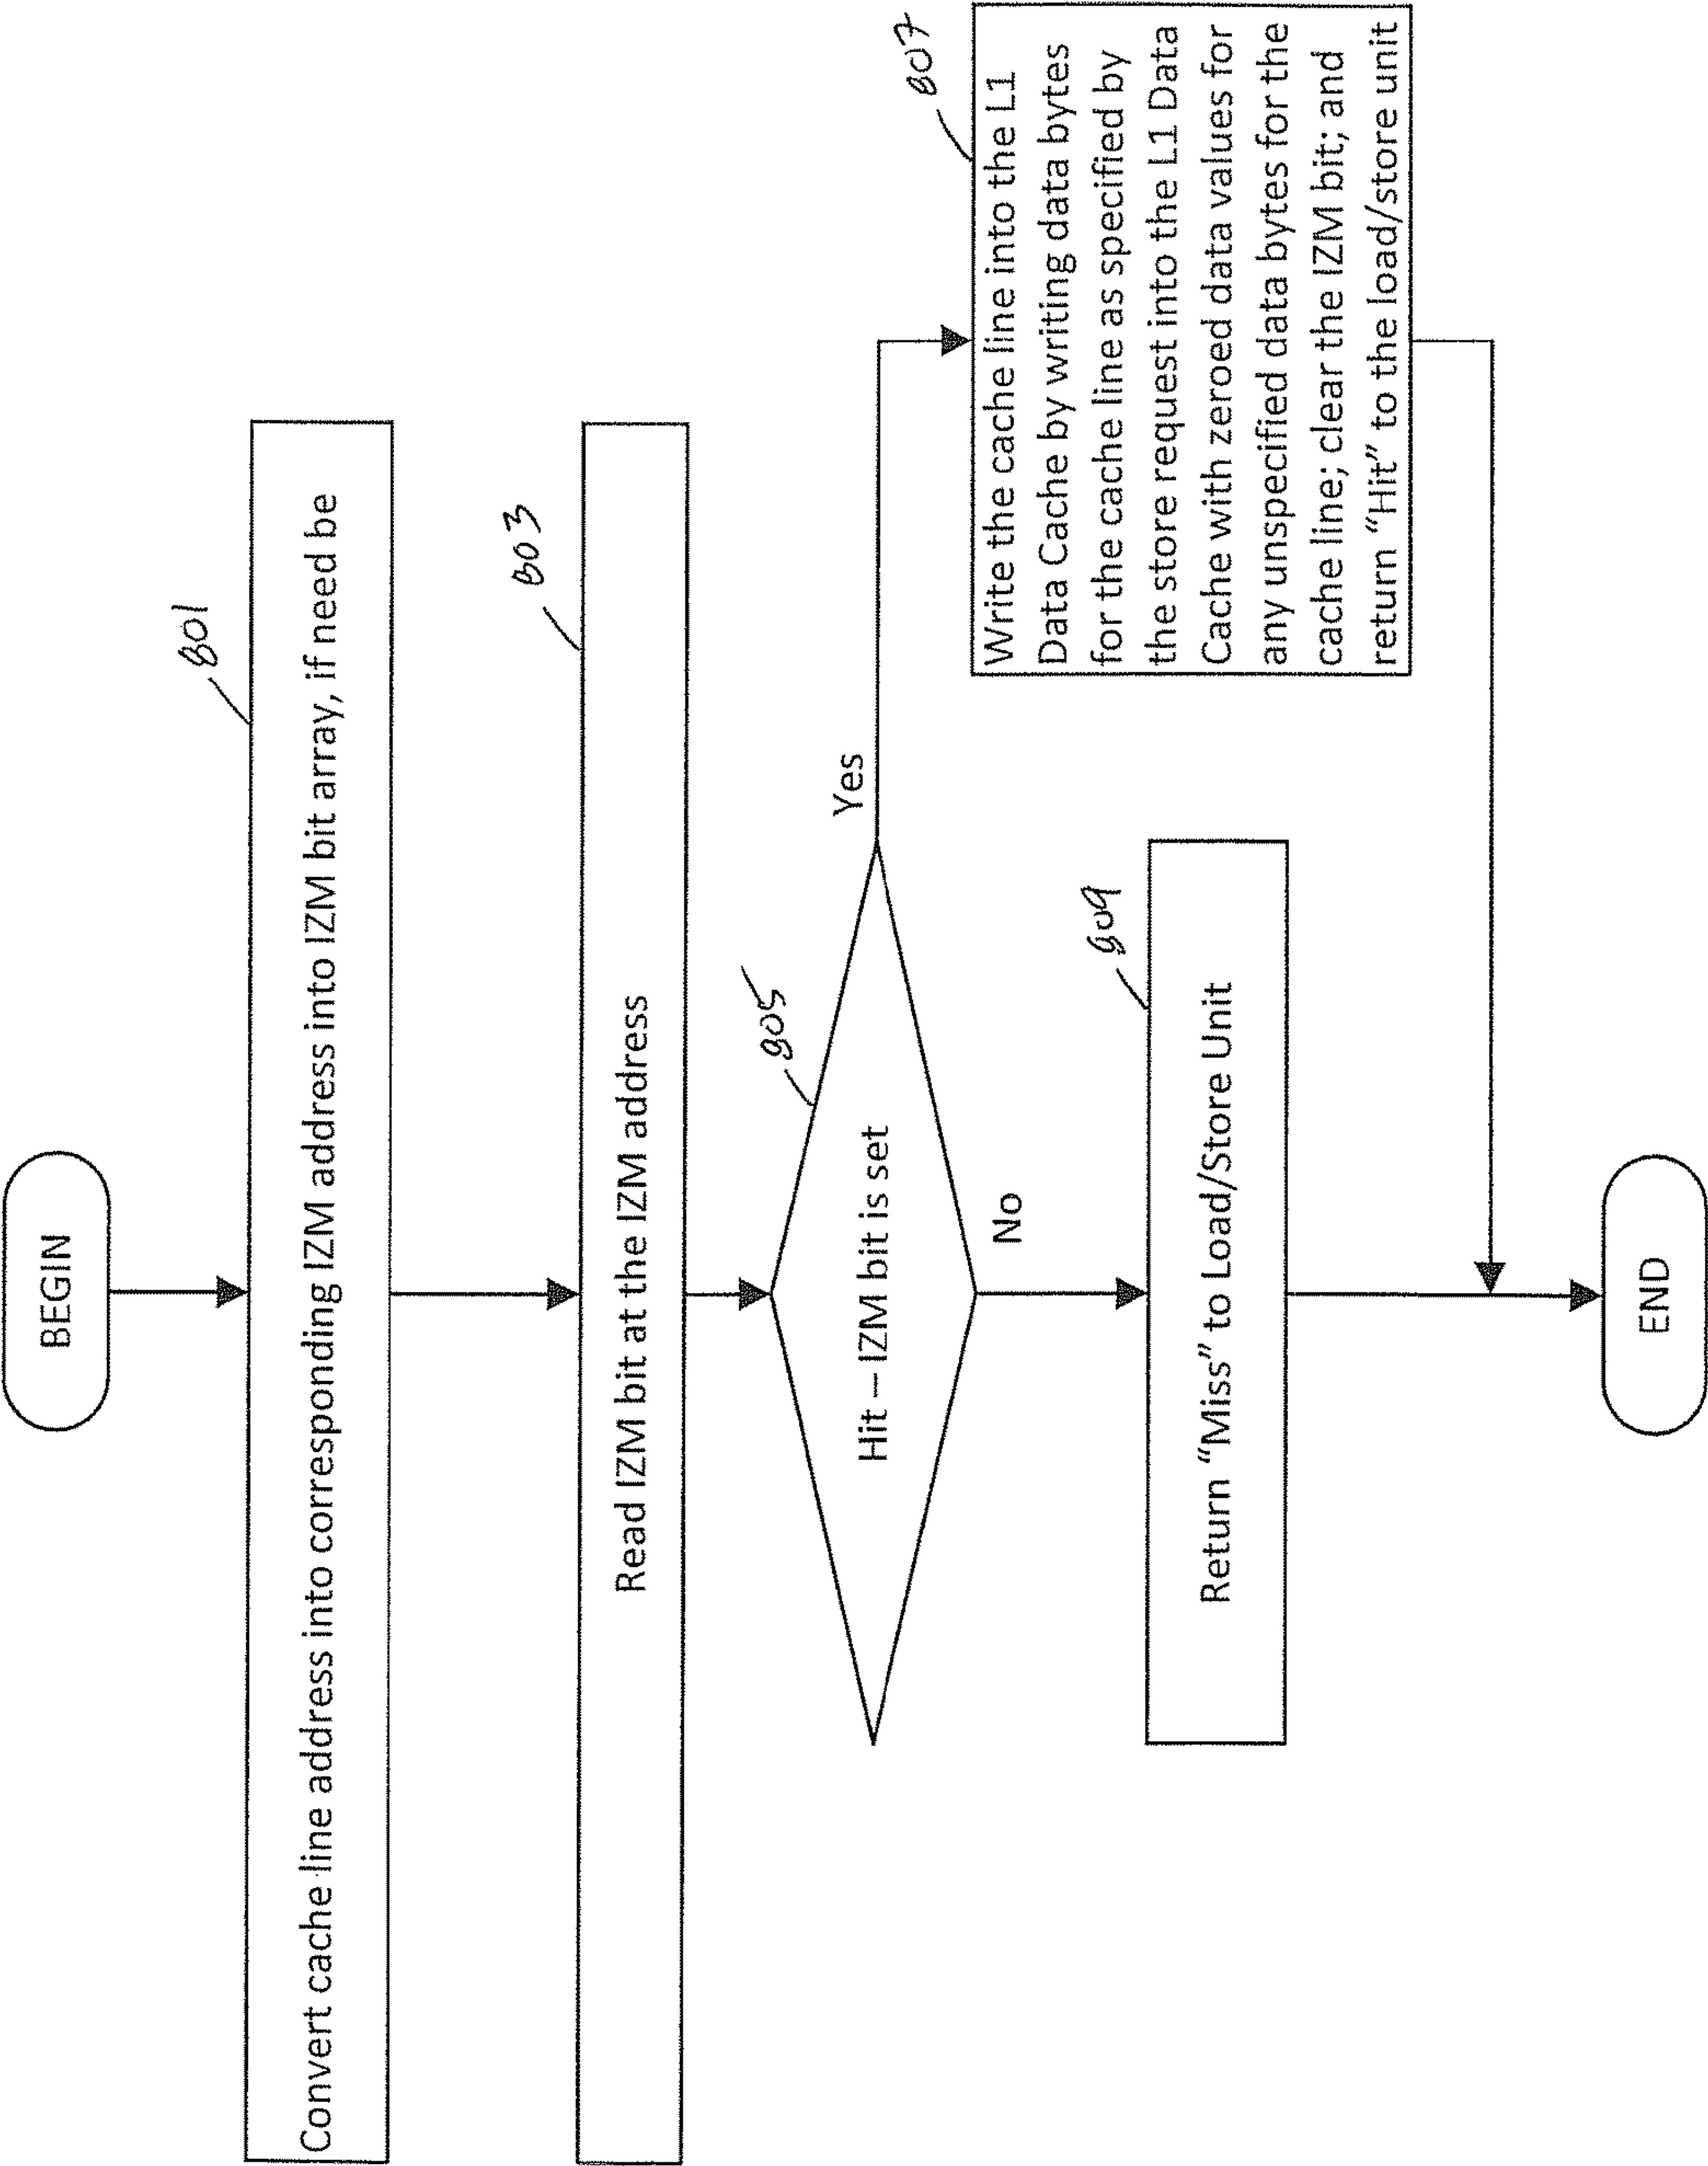 BEGIN
801
Convert cache line address into corresponding IZM address into IZM bit array, if need be
803
Read IZM bit at the IZM address
805
Hit – IZM bit is set
Yes
No
807
Write the cache line into the L1
Data Cache by writing data bytes
for the cache line as specified by
the store request into the L1 Data
Cache with zeroed data values for
any unspecified data bytes for the
cache line; clear the IZM bit; and
return “Hit” to the load/store unit
809
Return “Miss” to Load/Store Unit
END